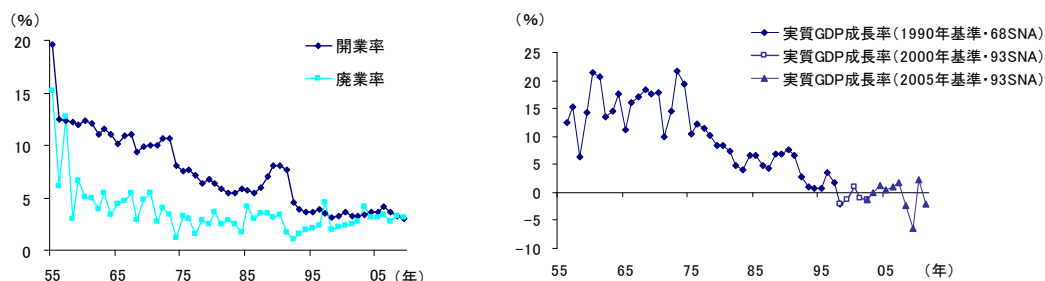 (%)
20
15
10
5
0
55 65 75 85 95 05 (年)
開業率
廃業率
(%)
25
20
15
10
5
0
−5
−10
55 65 75 85 95 05 (年)
実質GDP成長率(1990年基準・68SNA)
実質GDP成長率(2000年基準・93SNA)
実質GDP成長率(2005年基準・93SNA)